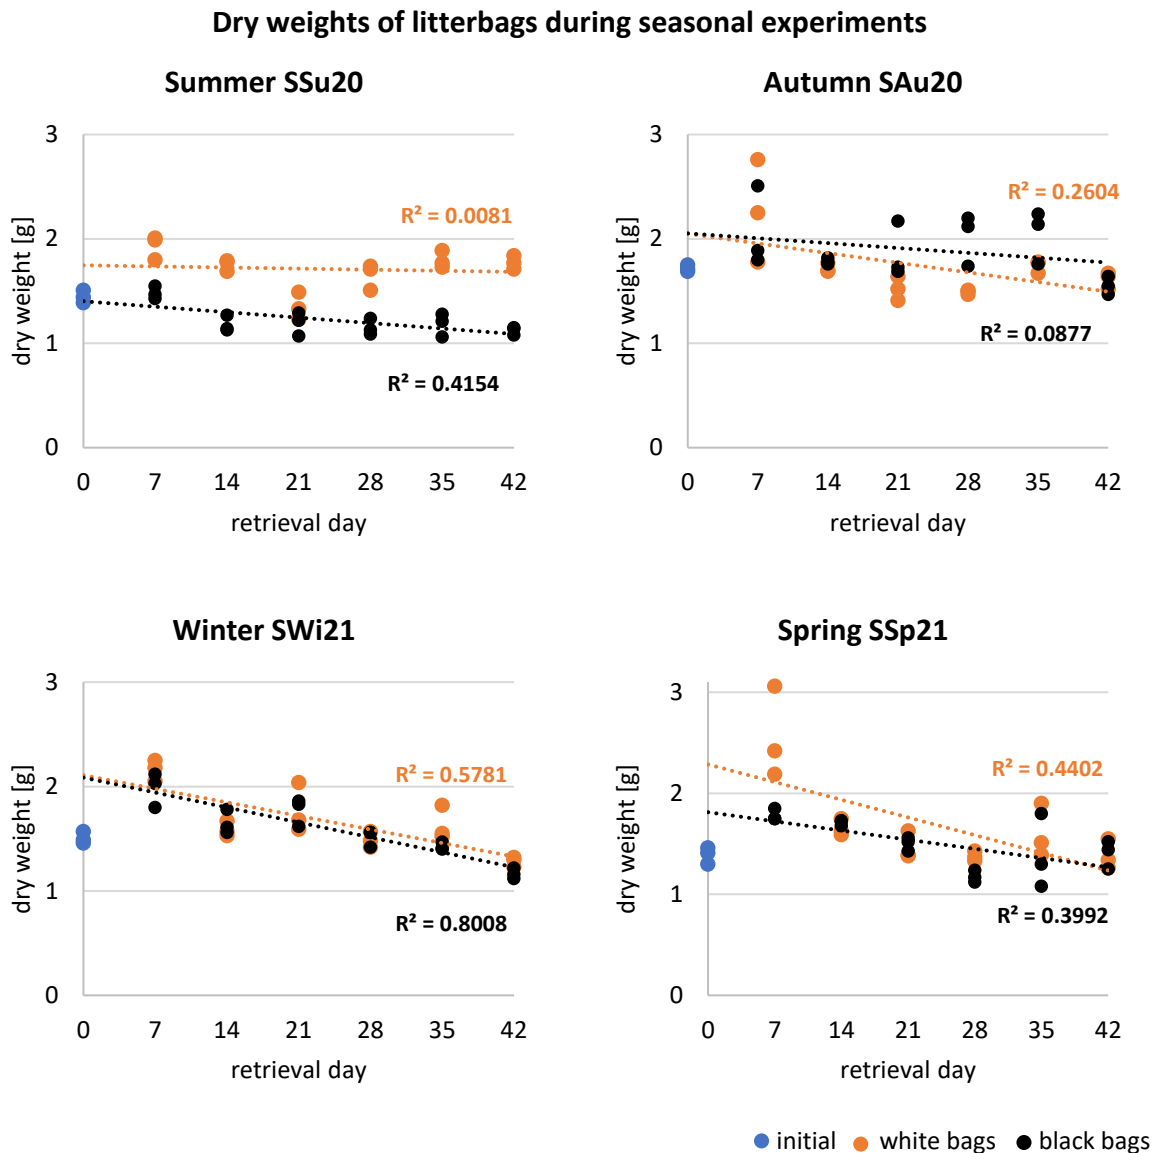 Dry weights of litterbags during seasonal experiments
Summer SSu20
dry weight [g]
3
2
1
0
R² = 0.0081
R² = 0.4154
0 7 14 21 28 35 42
retrieval day
Autumn SAu20
dry weight [g]
3
2
1
0
R² = 0.2604
R² = 0.0877
0 7 14 21 28 35 42
retrieval day
Winter SWi21
dry weight [g]
3
2
1
0
R² = 0.5781
R² = 0.8008
0 7 14 21 28 35 42
retrieval day
Spring SSp21
dry weight [g]
3
2
1
0
R² = 0.4402
R² = 0.3992
0 7 14 21 28 35 42
retrieval day
initial white bags black bags